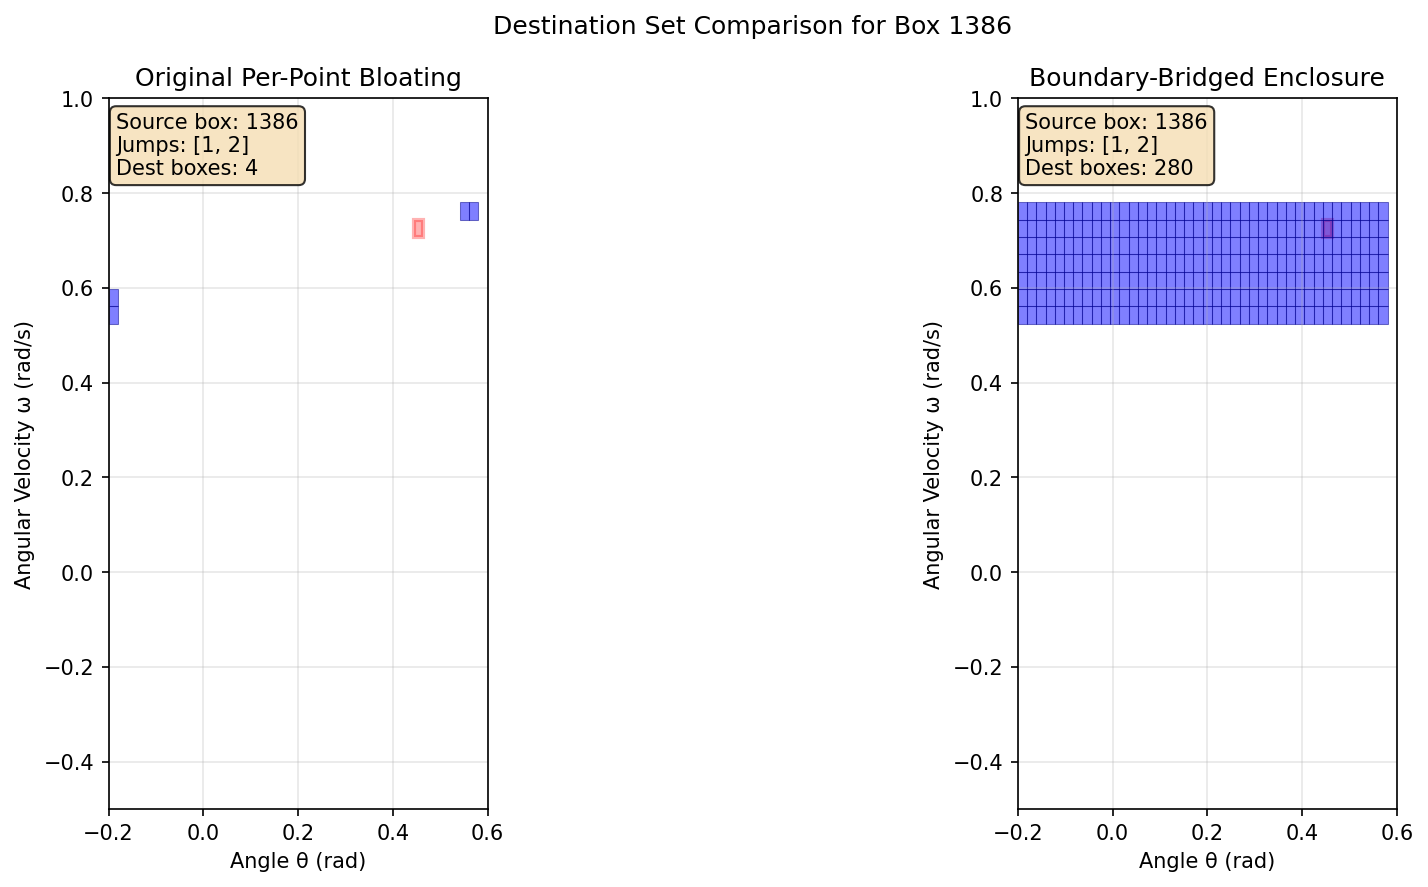 Destination Set Comparison for Box 1386
Original Per-Point Bloating
Source box: 1386
Jumps: [1, 2]
Dest boxes: 4
1.0
0.8
0.6
0.4
0.2
0.0
−0.2
−0.4
Angular Velocity ω (rad/s)
−0.2 0.0 0.2 0.4 0.6
Angle θ (rad)
Boundary-Bridged Enclosure
Source box: 1386
Jumps: [1, 2]
Dest boxes: 280
1.0
0.8
0.6
0.4
0.2
0.0
−0.2
−0.4
Angular Velocity ω (rad/s)
−0.2 0.0 0.2 0.4 0.6
Angle θ (rad)